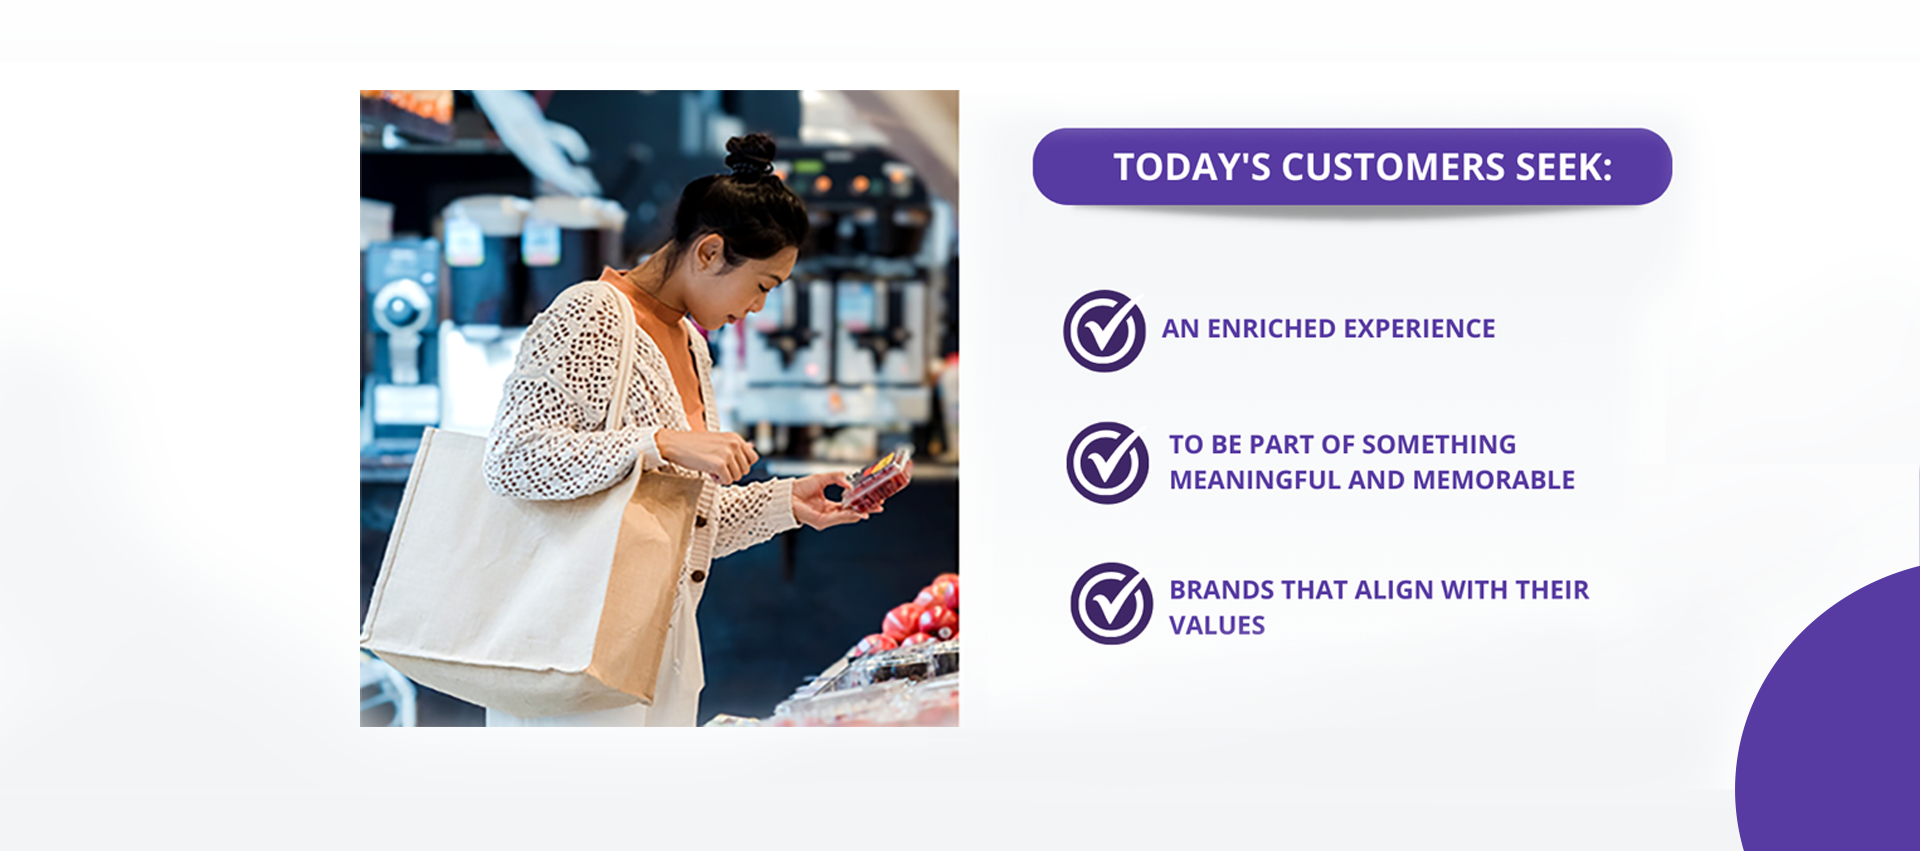 TODAY'S CUSTOMERS SEEK:
AN ENRICHED EXPERIENCE
TO BE PART OF SOMETHING
MEANINGFUL AND MEMORABLE
BRANDS THAT ALIGN WITH THEIR
VALUES